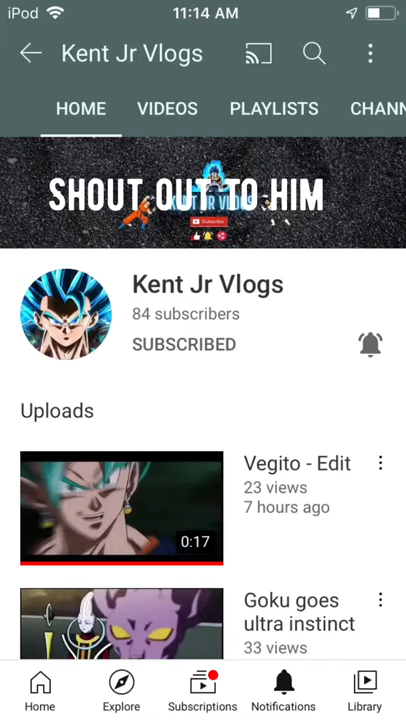 iPod 11:14 AM
Kent Jr Vlogs
HOME VIDEOS PLAYLISTS CHANN
SHOUT OUT TO HIM
Subscribe
Kent Jr Vlogs
84 subscribers
SUBSCRIBED
Uploads
Vegito - Edit
23 views
7 hours ago
0:17
Goku goes
ultra instinct
33 views
Home Explore Subscriptions Notifications Library